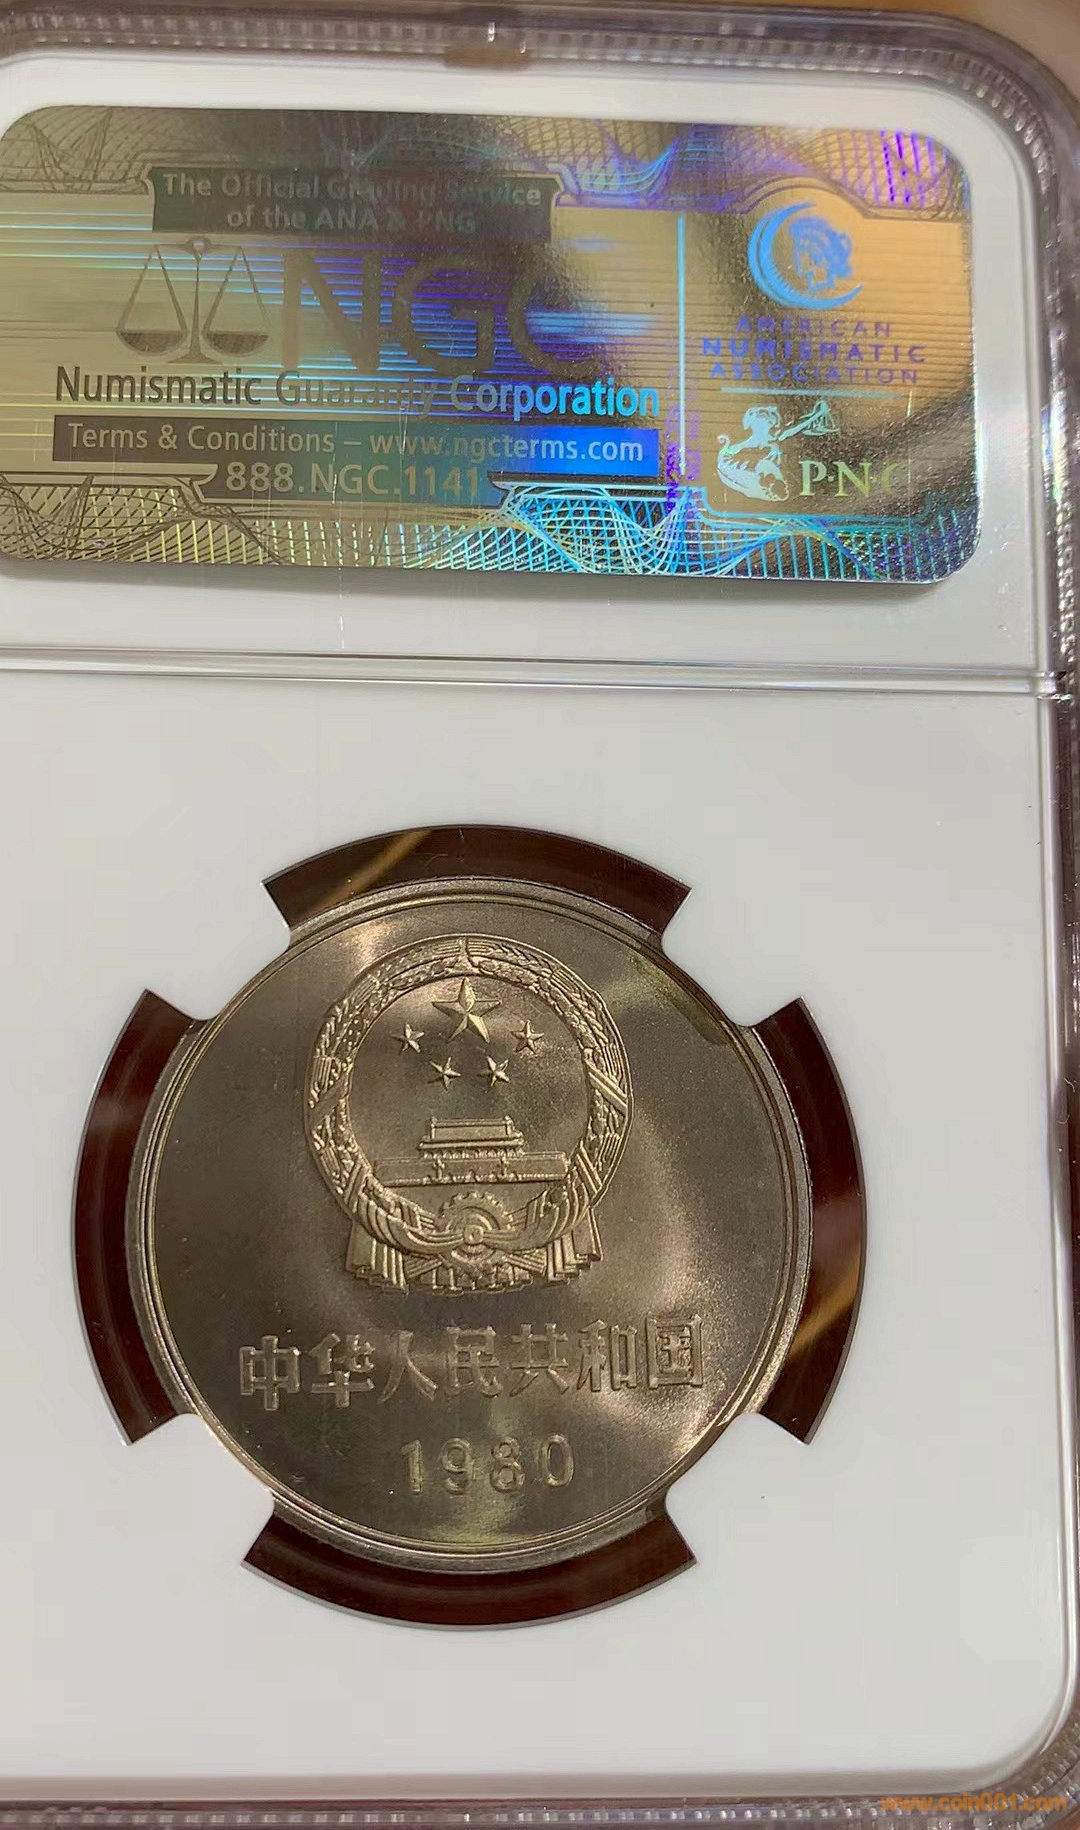 The Official Grading Service
of the ANA & PNG
NGC
Numismatic Guaranty Corporation
Terms & Conditions – www.ngcterms.com
888.NGC.1141
AMERICAN
NUMISMATIC
ASSOCIATION
P·N·G
中华人民共和国
1980
www.coin001.com